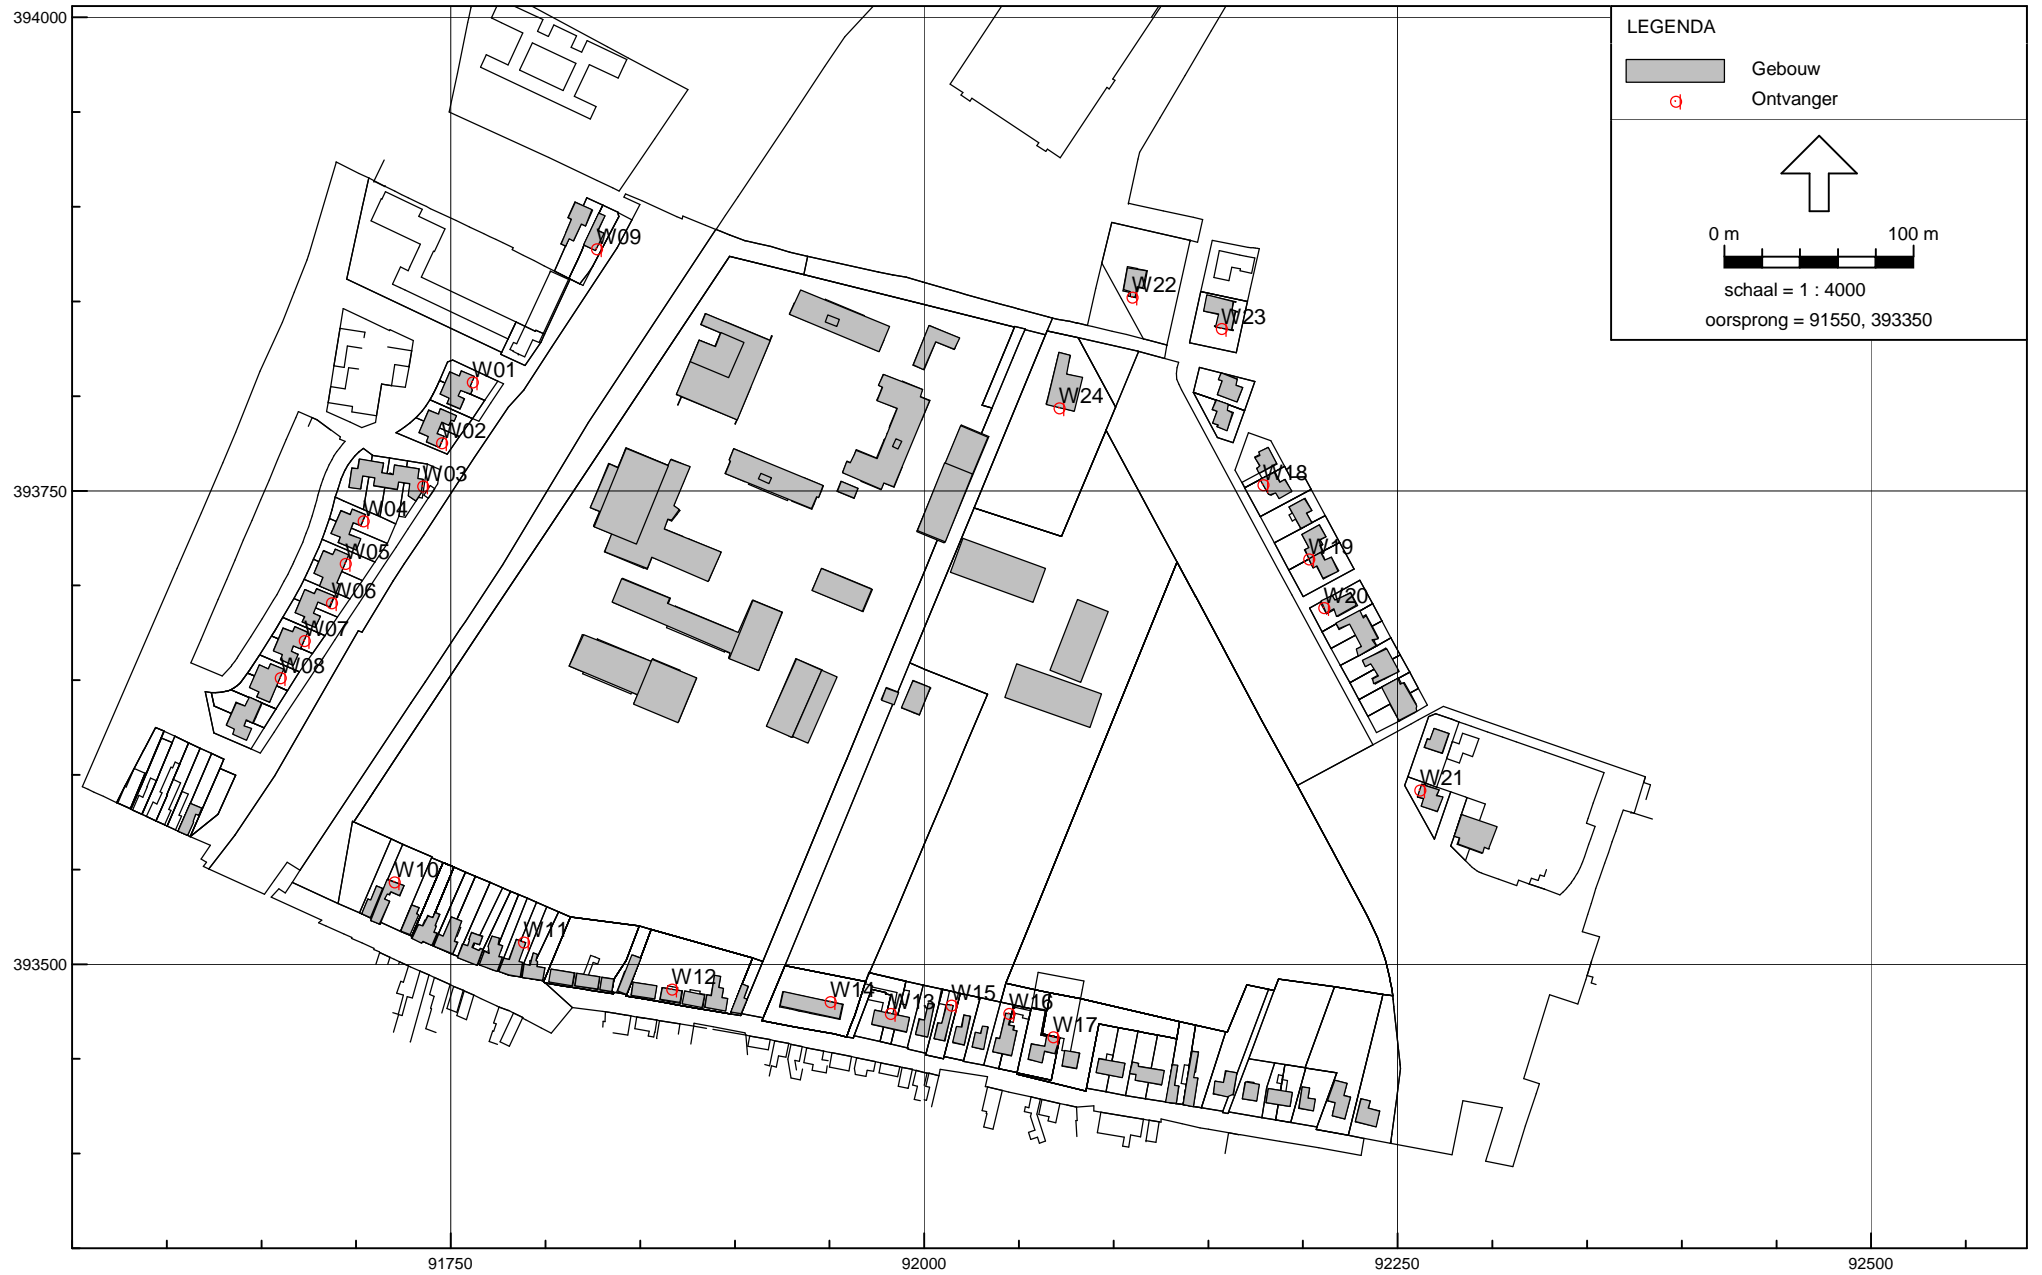 394000
LEGENDA
Gebouw
Ontvanger
0 m 100 m
schaal = 1 : 4000
oorsprong = 91550, 393350
W09
W22
W23
W01
W24
W02
W03
W18
393750
W04
W05
W19
W06
W20
W07
W08
W21
W10
W11
393500
W12
W14
W13
W15
W16
W17
91750
92000
92250
92500